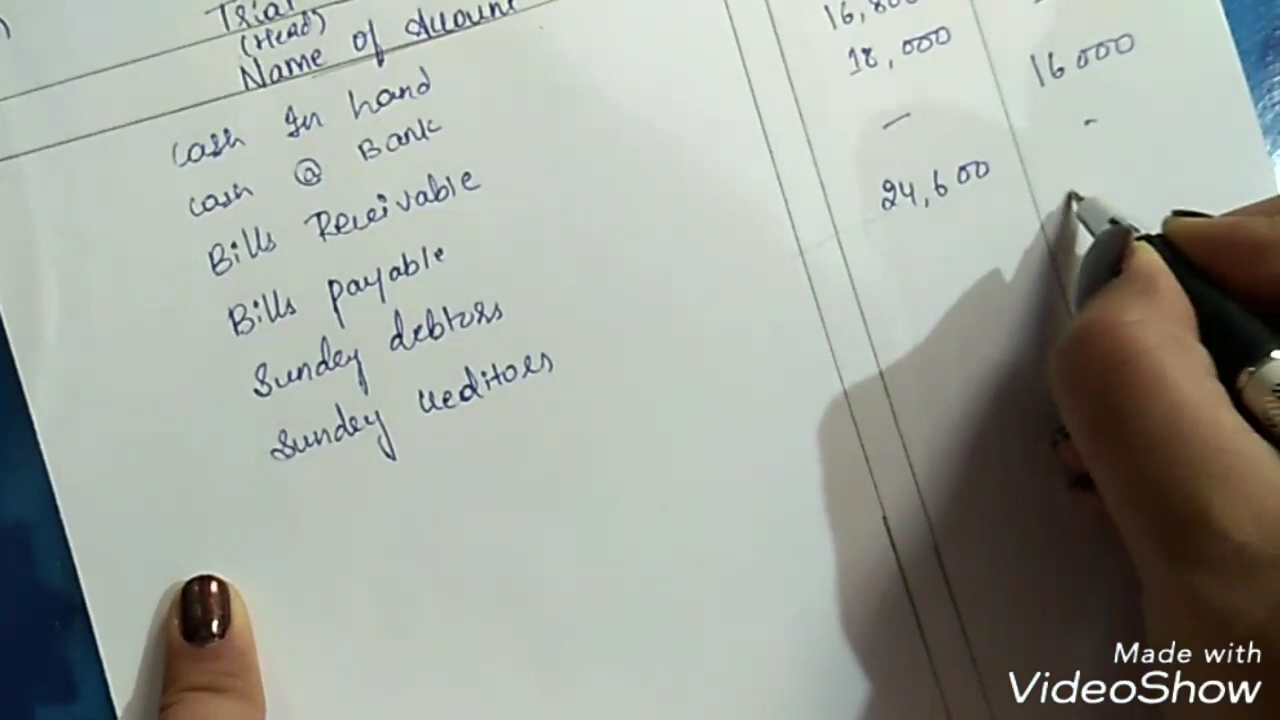 Trial
(Head)
Name of Account
Cash In hand
Cash @ Bank
Bills Receivable
Bills payable
Sundey debtors
Sundey creditors
16,800
18,000
16000
-
-
24,600
Made with
VideoShow